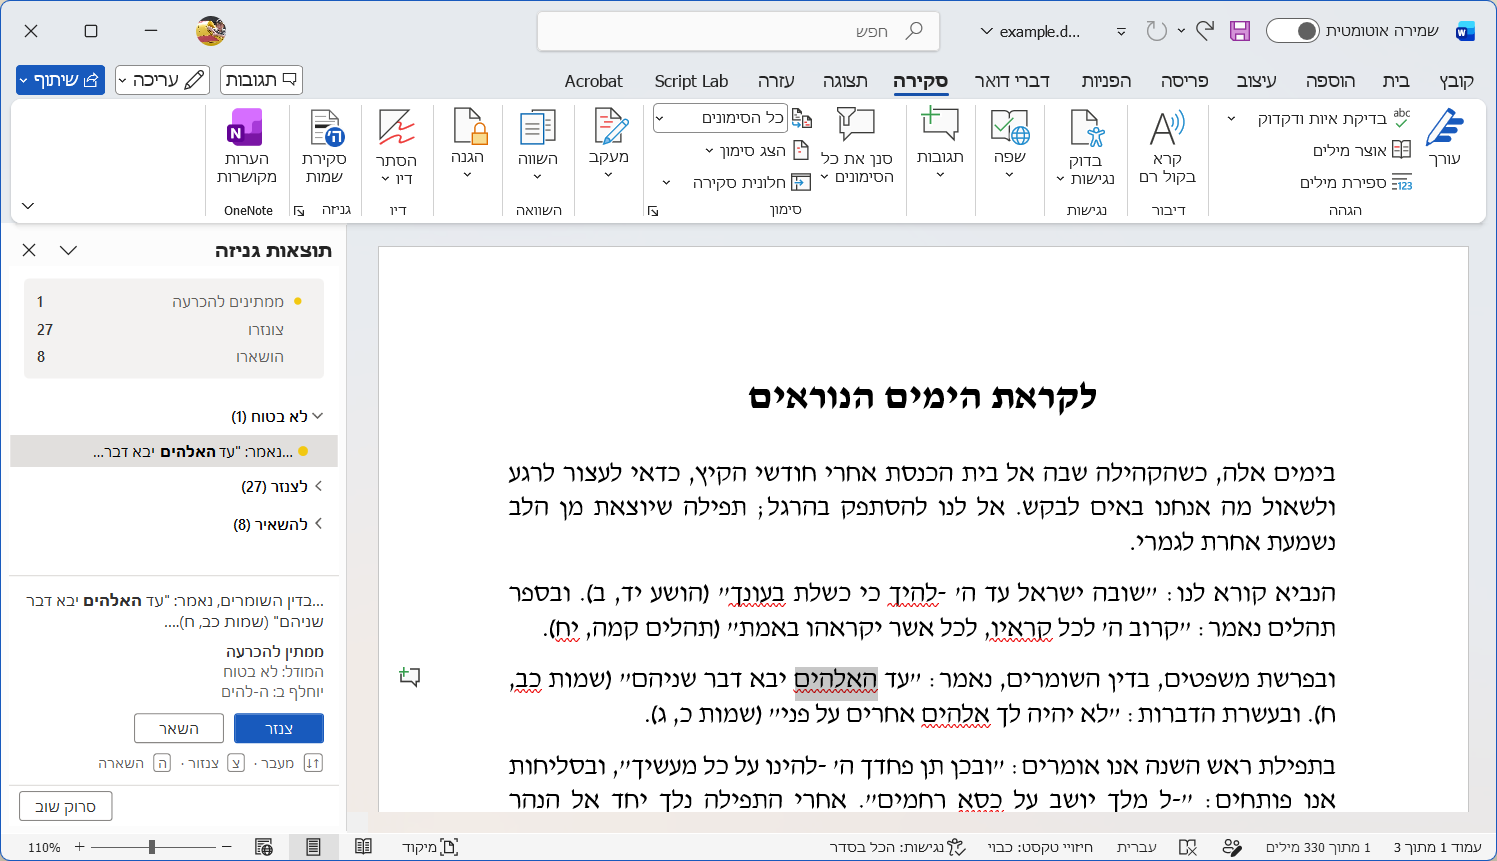 שמירה אוטומטית
example.d...
חפש
קובץ
בית
הוספה
עיצוב
פריסה
הפניות
דברי דואר
סקירה
תצוגה
עזרה
Script Lab
Acrobat
תגובות
עריכה
שיתוף
עורך
abc
בדיקת איות ודקדוק
אוצר מילים
123
ספירת מילים
הגהה
קרא
בקול רם
דיבור
בדוק
נגישות
נגישות
שפה
תגובות
סנן את כל
הסימונים
כל הסימונים
הצג סימון
חלונית סקירה
סימון
מעקב
השווה
השוואה
הגנה
הסתר
דיו
דיו
סקירת
שמות
גניזה
הערות
מקושרות
OneNote
תוצאות גניזה
ממתינים להכרעה 1
צונזרו 27
הושארו 8
לא בטוח (1)
...נאמר: "עד האלהים יבא דבר...
לצנזר (27)
להשאיר (8)
...בדין השומרים, נאמר: "עד האלהים יבא דבר
שניהם" (שמות כב, ח)....
ממתין להכרעה
המודל: לא בטוח
יוחלף ב: ה-להים
צנזר
השאר
↑↓ מעבר · צ צנזור · ה השארה
סרוק שוב
לקראת הימים הנוראים
בימים אלה, כשהקהילה שבה אל בית הכנסת אחרי חודשי הקיץ, כדאי לעצור לרגע
ולשאול מה אנחנו באים לבקש. אל לנו להסתפק בהרגל; תפילה שיוצאת מן הלב
נשמעת אחרת לגמרי.
הנביא קורא לנו: "שובה ישראל עד ה' -להיך כי כשלת בעונך" (הושע יד, ב). ובספר
תהלים נאמר: "קרוב ה' לכל קראיו, לכל אשר יקראהו באמת" (תהלים קמה, יח).
ובפרשת משפטים, בדין השומרים, נאמר: "עד האלהים יבא דבר שניהם" (שמות כב,
ח). ובעשרת הדברות: "לא יהיה לך אלהים אחרים על פני" (שמות כ, ג).
בתפילת ראש השנה אנו אומרים: "ובכן תן פחדך ה' -להינו על כל מעשיך", ובסליחות
אנו פותחים: "-ל מלך יושב על כסא רחמים". אחרי התפילה נלך יחד אל הנהר
עמוד 1 מתוך 3
1 מתוך 330 מילים
עברית
חיזויי טקסט: כבוי
נגישות: הכל בסדר
מיקוד
110%